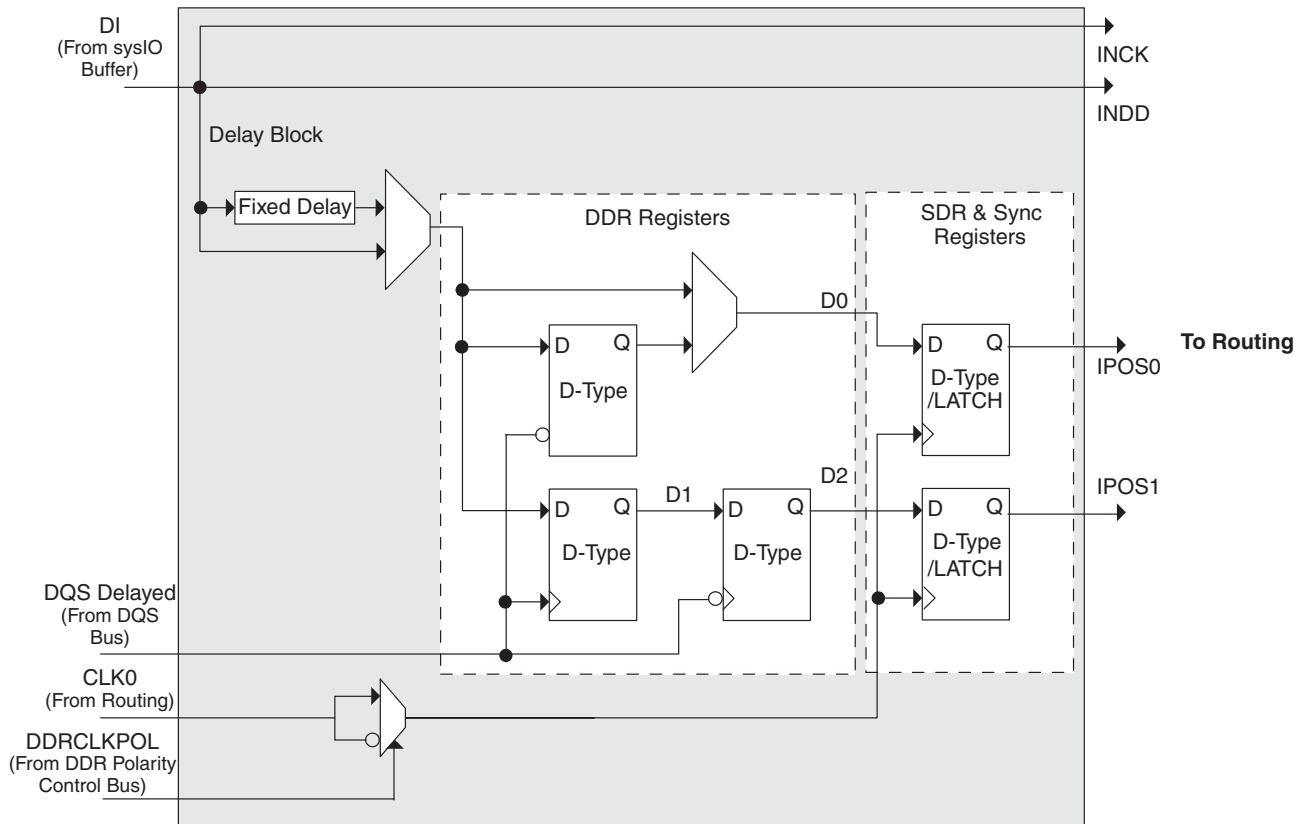 DI
(From sysIO
Buffer)
INCK
INDD
Delay Block
Fixed Delay
DDR Registers
SDR & Sync
Registers
D0
D Q
D-Type
D Q
D-Type
/LATCH
To Routing
IPOS0
D Q
D-Type
D1
D Q
D-Type
D2
D Q
D-Type
/LATCH
IPOS1
DQS Delayed
(From DQS
Bus)
CLK0
(From Routing)
DDRCLKPOL
(From DDR Polarity
Control Bus)